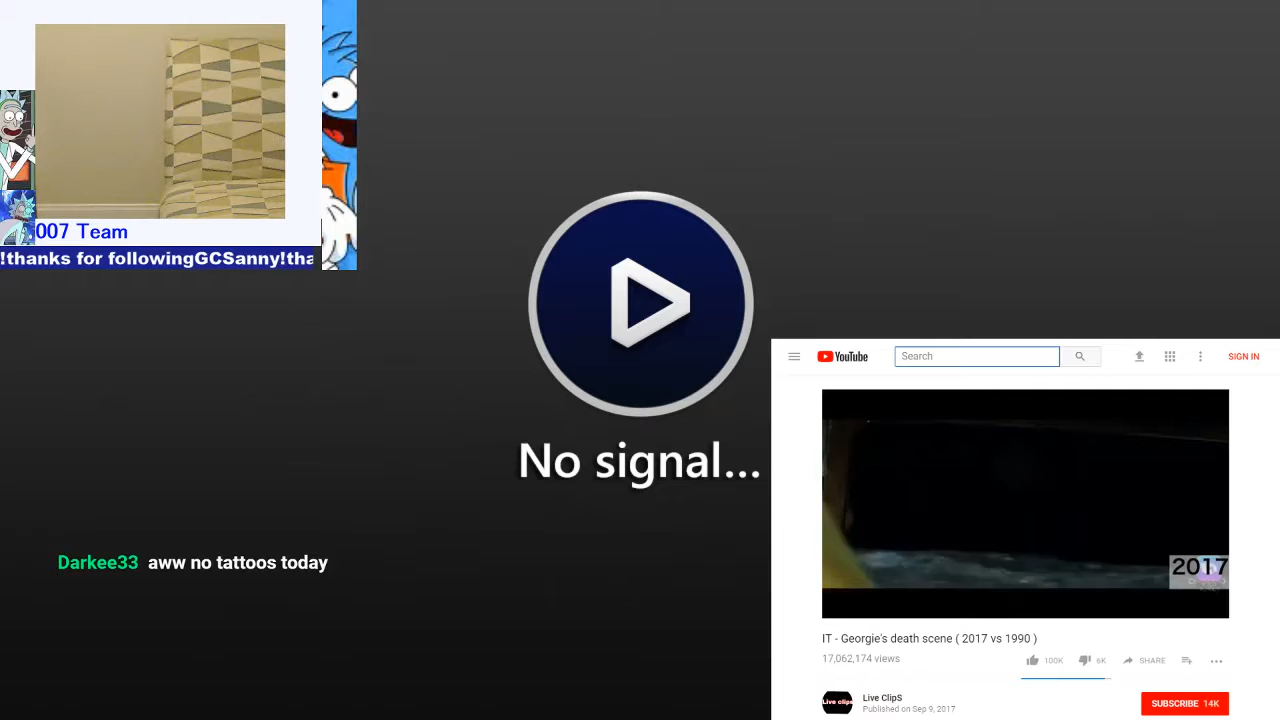 007 Team
!thanks for followingGCSanny!tha
No signal...
Darkee33 aww no tattoos today
YouTube
Search
SIGN IN
2017
IT - Georgie's death scene ( 2017 vs 1990 )
17,062,174 views
100K
6K
SHARE
Live clips
Live ClipS
Published on Sep 9, 2017
SUBSCRIBE 14K